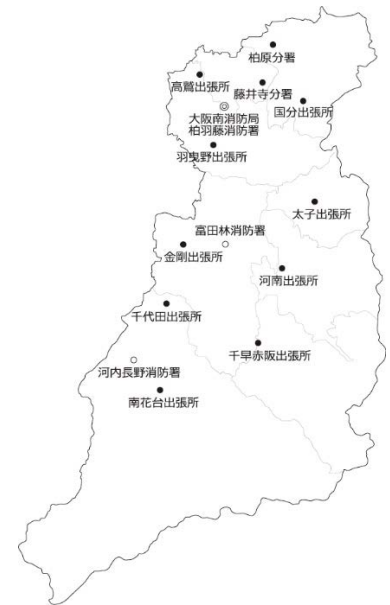 柏原分署
高鷲出張所
藤井寺分署
国分出張所
大阪南消防局
柏羽藤消防署
羽曳野出張所
太子出張所
富田林消防署
金剛出張所
河南出張所
千代田出張所
千早赤阪出張所
河内長野消防署
南花台出張所